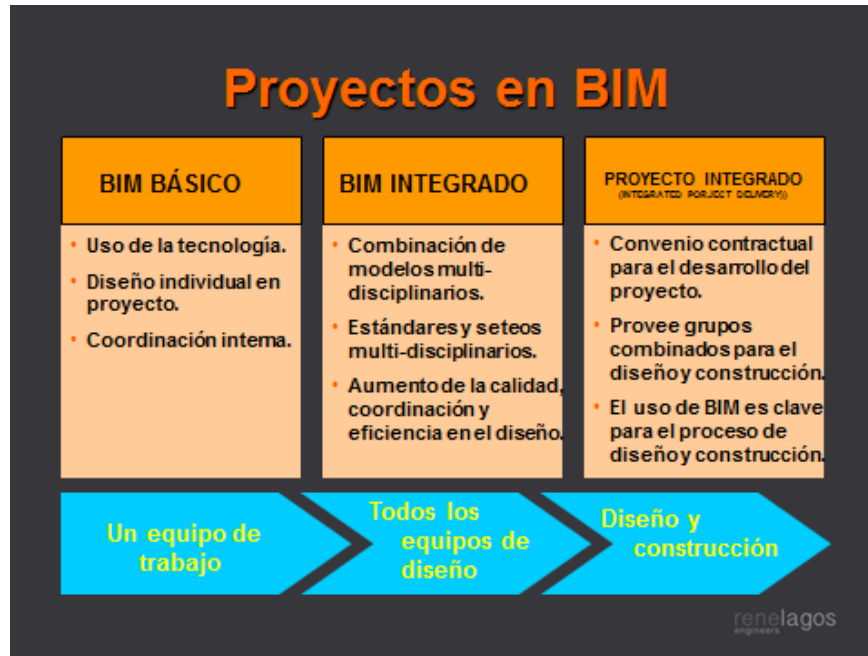 Proyectos en BIM
BIM BÁSICO
• Uso de la tecnología.
• Diseño individual en
proyecto.
• Coordinación interna.
BIM INTEGRADO
• Combinación de
modelos multi-
disciplinarios.
• Estándares y seteos
multi-disciplinarios.
• Aumento de la calidad,
coordinación y
eficiencia en el diseño.
PROYECTO INTEGRADO
(INTEGRATED PORJECT DELIVERY))
• Convenio contractual
para el desarrollo del
proyecto.
• Provee grupos
combinados para el
diseño y construcción.
• El uso de BIM es clave
para el proceso de
diseño y construcción.
Un equipo de
trabajo
Todos los
equipos de
diseño
Diseño y
construcción
renelagos
engineers